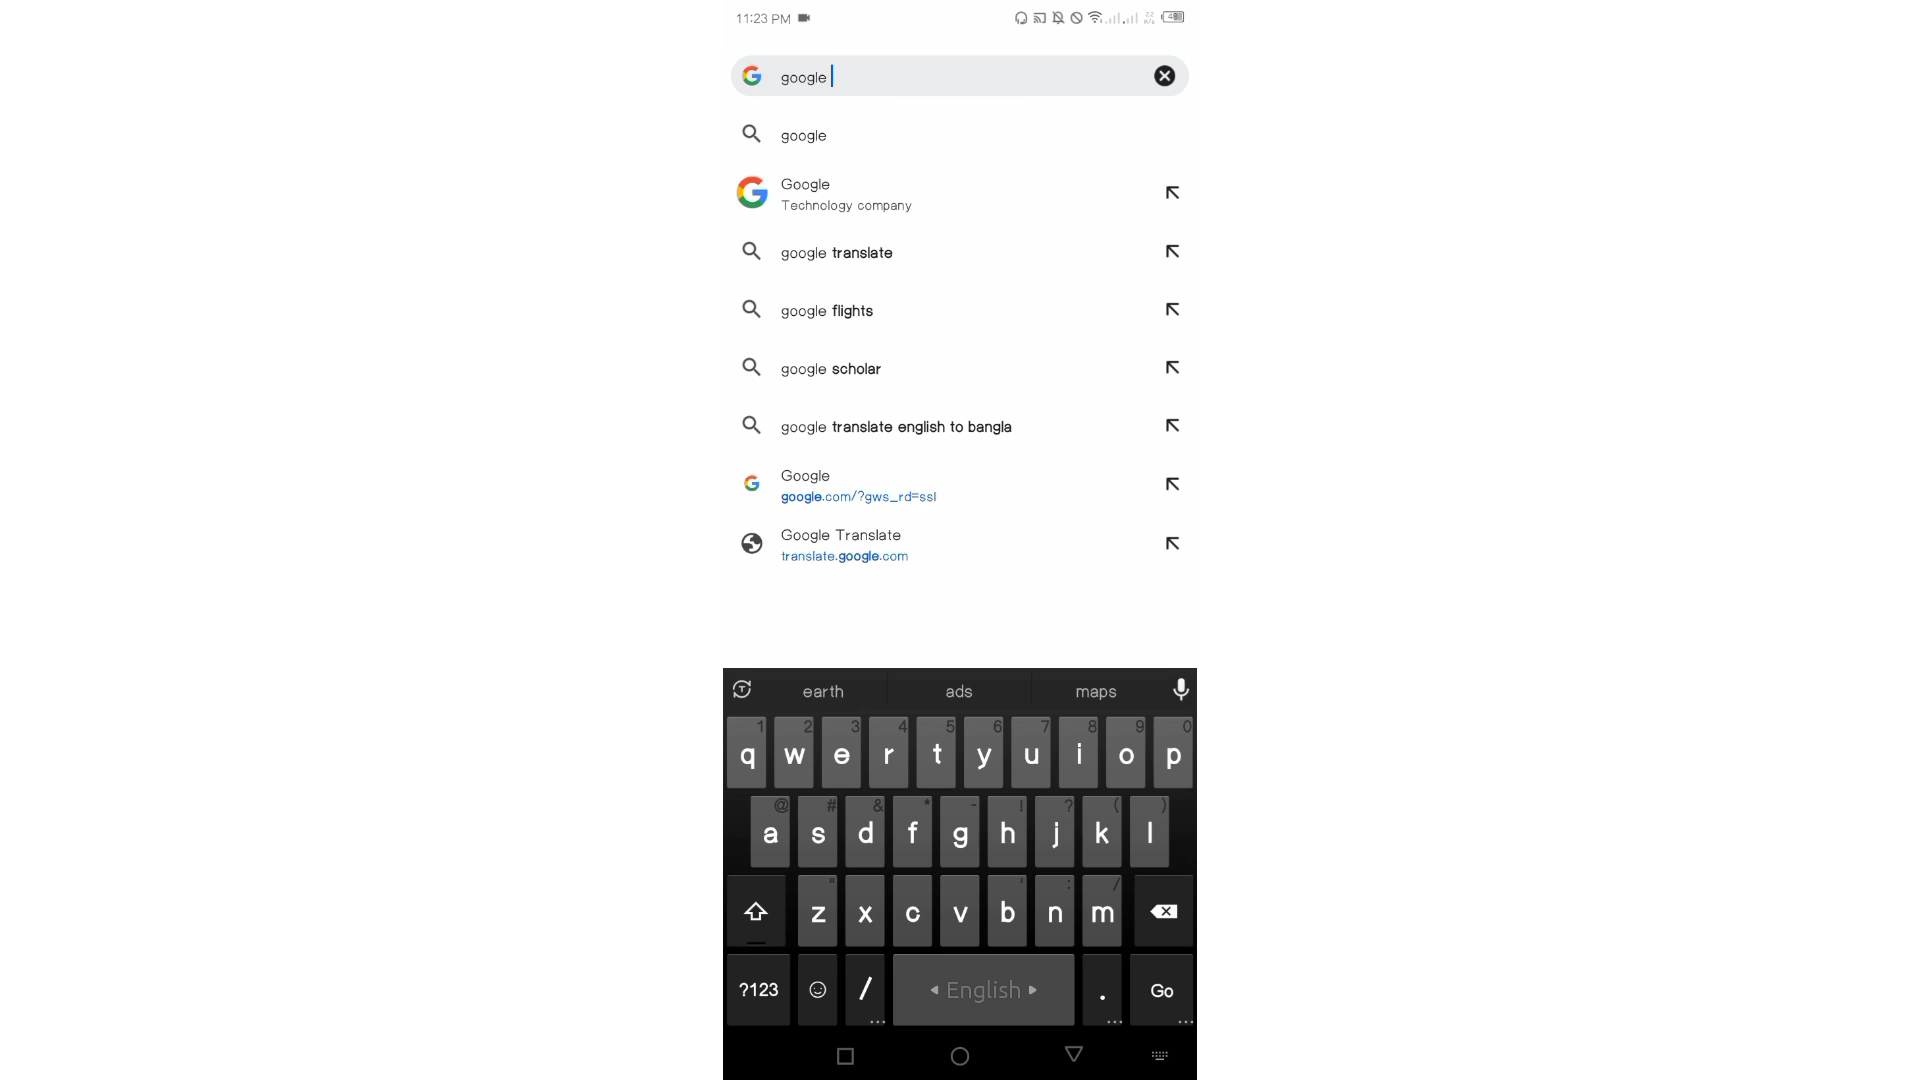 11:23 PM
48
google
google
Google
Technology company
google translate
google flights
google scholar
google translate english to bangla
Google
google.com/?gws_rd=ssl
Google Translate
translate.google.com
earth ads maps
1 2 3 4 5 6 7 8 9 0
q w e r t y u i o p
@ # & * - ! ? ( )
a s d f g h j k l
" ' : /
z x c v b n m
?123 / English . Go